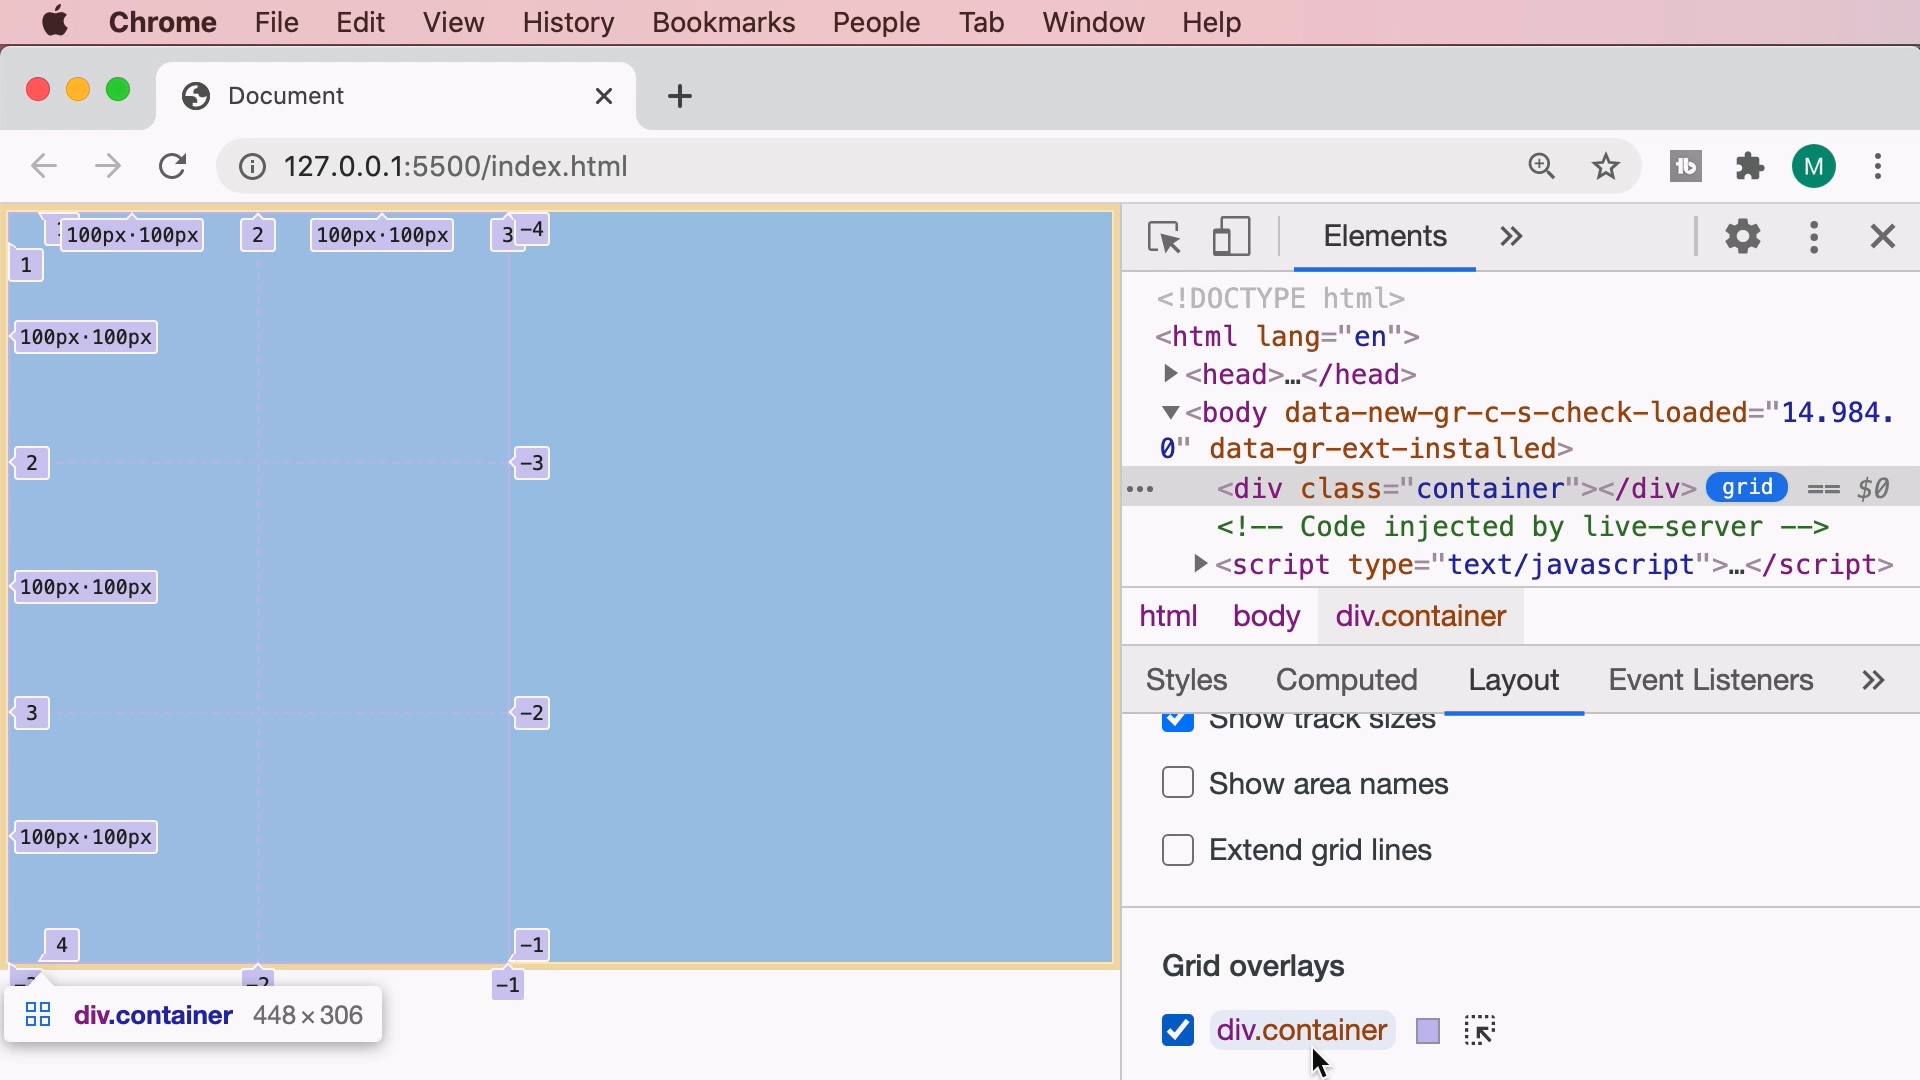 Chrome File Edit View History Bookmarks People Tab Window Help
Document
127.0.0.1:5500/index.html
100px·100px 2 100px·100px 3 -4
1
100px·100px
2 -3
100px·100px
3 -2
100px·100px
4 -1
-2 -1
div.container 448×306
Elements
<!DOCTYPE html>
<html lang="en">
<head>…</head>
<body data-new-gr-c-s-check-loaded="14.984.
0" data-gr-ext-installed>
<div class="container"></div> grid == $0
<!-- Code injected by live-server -->
<script type="text/javascript">…</script>
html body div.container
Styles Computed Layout Event Listeners
Show track sizes
Show area names
Extend grid lines
Grid overlays
div.container
M